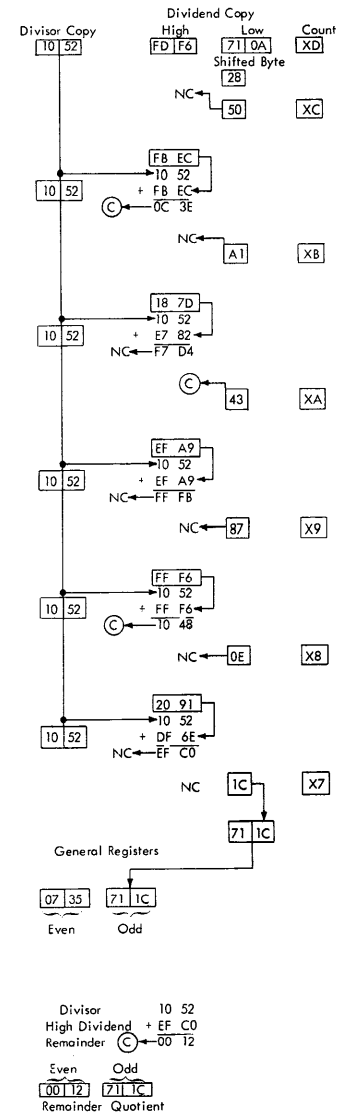 Dividend Copy
Divisor Copy High Low Count
10 52 FD F6 71 0A XD
Shifted Byte
28
NC
50 XC
FB EC
10 52
10 52 + FB EC
C 0C 3E
NC
A1 XB
18 7D
10 52
10 52 + E7 82
NC F7 D4
C
43 XA
EF A9
10 52
10 52 + EF A9
NC FF FB
NC 87 X9
FF F6
10 52
10 52 + FF F6
C 10 48
NC 0E X8
20 91
10 52
10 52 + DF 6E
NC EF C0
NC 1C X7
71 1C
General Registers
07 35 71 1C
Even Odd
Divisor 10 52
High Dividend + EF C0
Remainder C 00 12
Even Odd
00 12 71 1C
Remainder Quotient